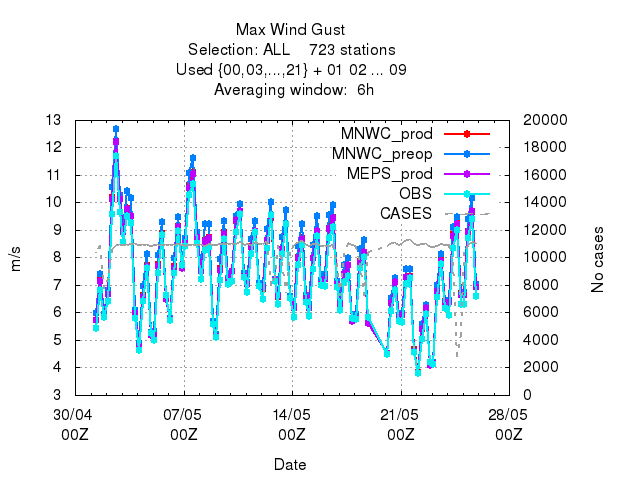 Max Wind Gust
Selection: ALL 723 stations
Used {00,03,...,21} + 01 02 ... 09
Averaging window: 6h
MNWC_prod
MNWC_preop
MEPS_prod
OBS
CASES
13
12
11
10
9
8
7
6
5
4
3
m/s
20000
18000
16000
14000
12000
10000
8000
6000
4000
2000
0
No cases
30/04 07/05 14/05 21/05 28/05
00Z 00Z 00Z 00Z 00Z
Date